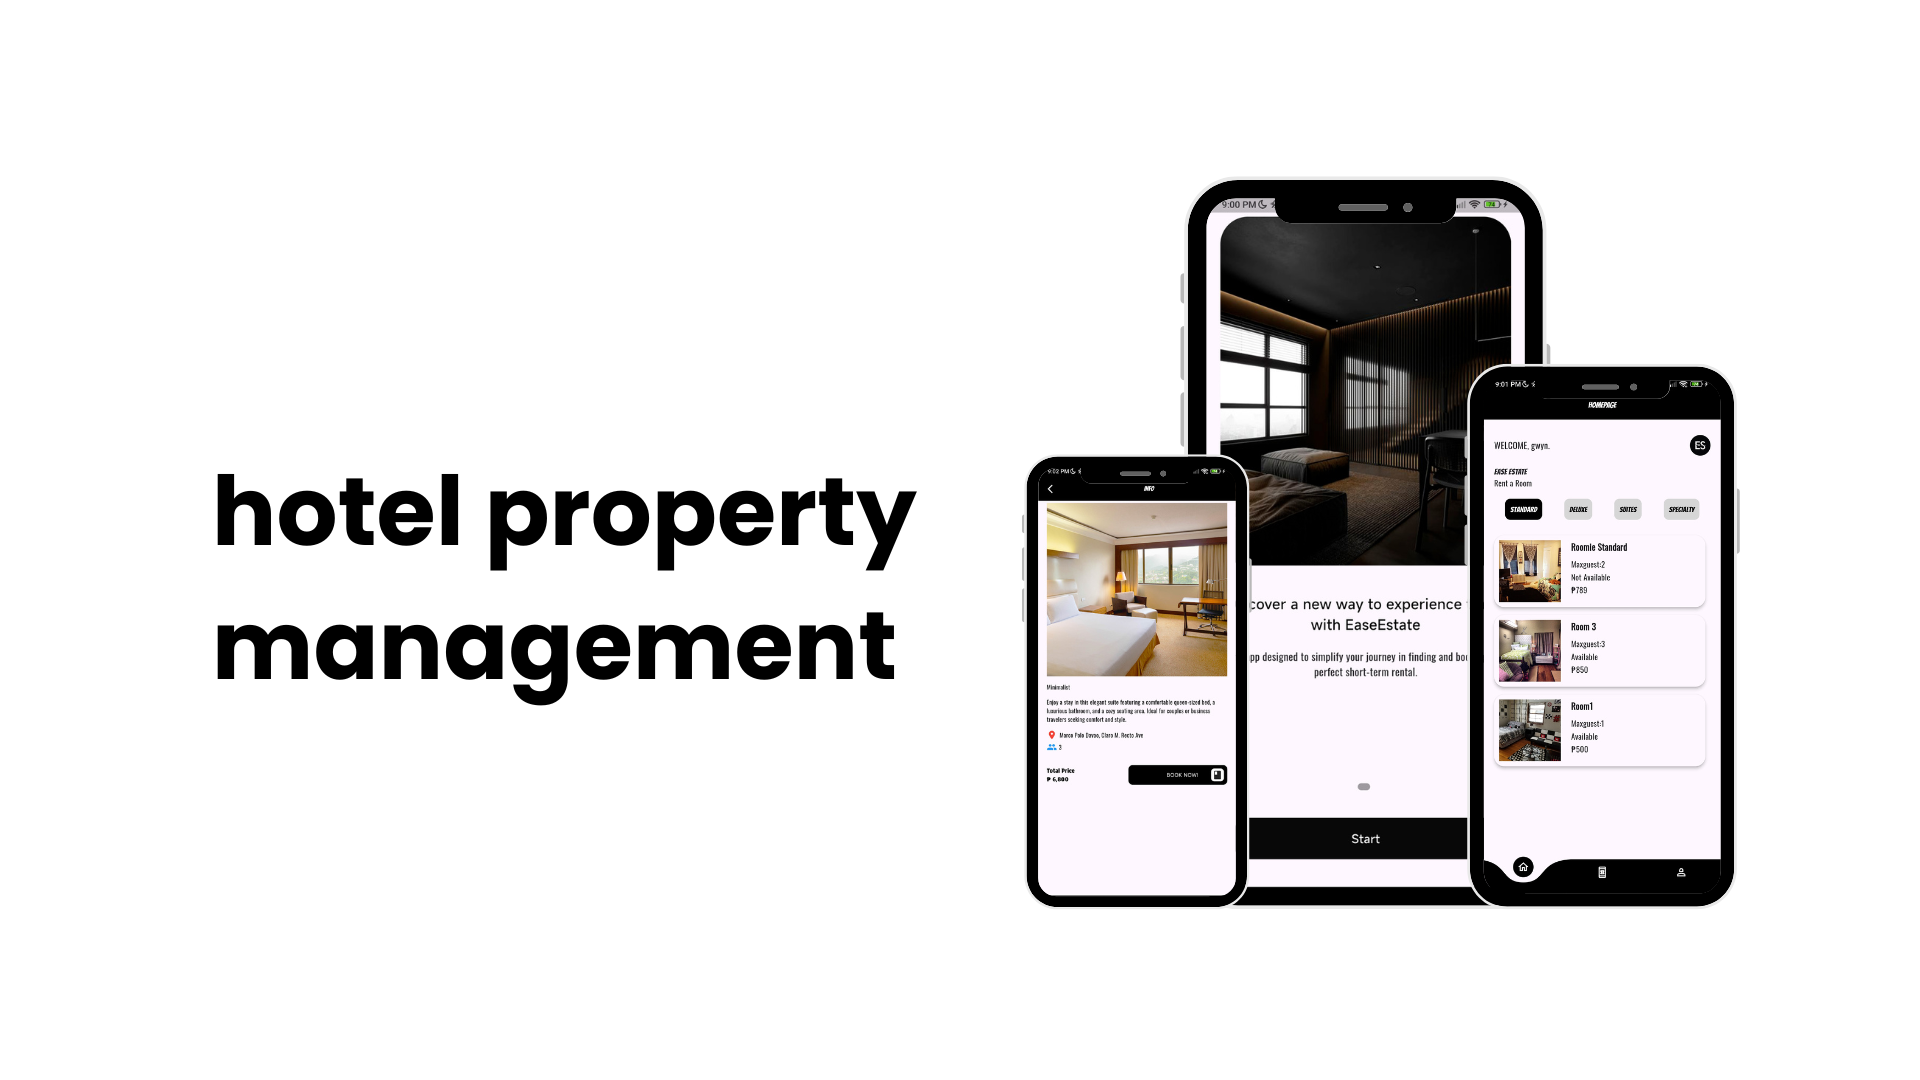 hotel property
management
9:00 PM
74
cover a new way to experience
with EaseEstate
pp designed to simplify your journey in finding and boo
perfect short-term rental.
Start
9:02 PM
INFO
Minimalist
Enjoy a stay in this elegant suite featuring a comfortable queen-sized bed, a
luxurious bathroom, and a cozy seating area. Ideal for couples or business
travelers seeking comfort and style.
Marco Polo Davao, Claro M. Recto Ave
3
Total Price
₱ 6,800
BOOK NOW!
9:01 PM
HOMEPAGE
WELCOME, gwyn.
ES
EASE ESTATE
Rent a Room
STANDARD DELUXE SUITES SPECIALTY
Roomie Standard
Maxguest:2
Not Available
₱789
Room 3
Maxguest:3
Available
₱850
Room1
Maxguest:1
Available
₱500